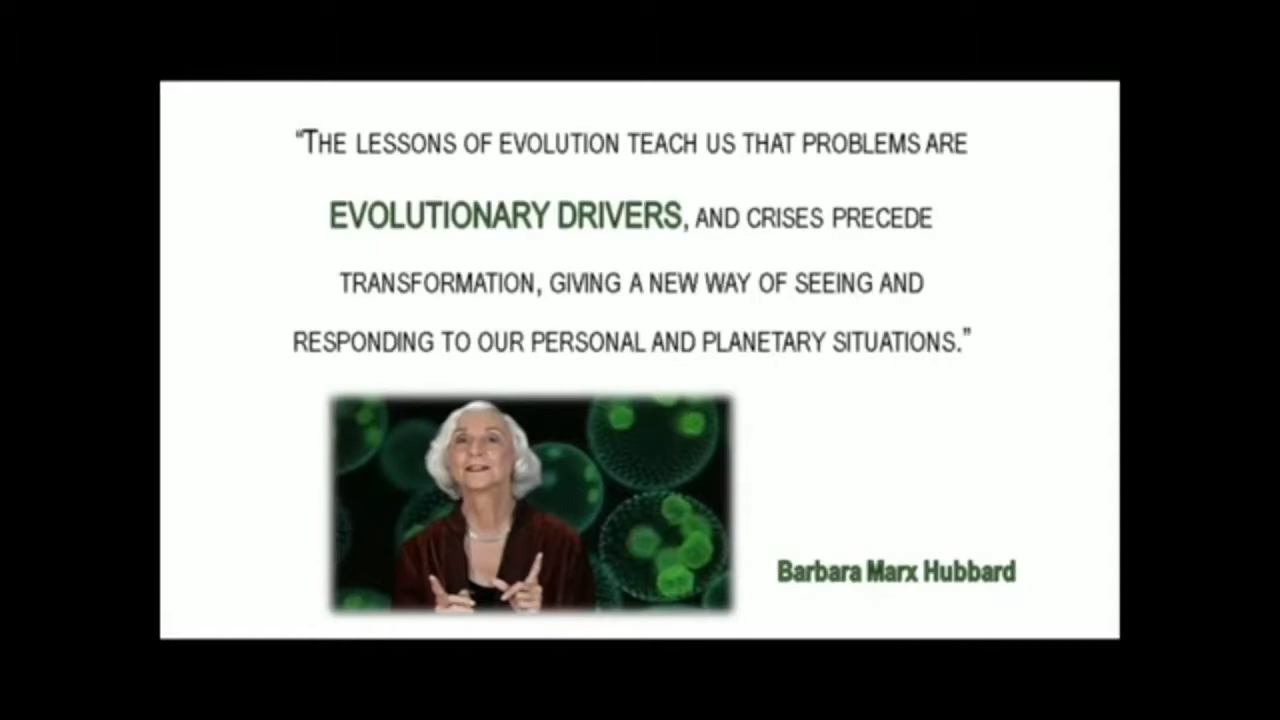 “THE LESSONS OF EVOLUTION TEACH US THAT PROBLEMS ARE
EVOLUTIONARY DRIVERS, AND CRISES PRECEDE
TRANSFORMATION, GIVING A NEW WAY OF SEEING AND
RESPONDING TO OUR PERSONAL AND PLANETARY SITUATIONS.”
Barbara Marx Hubbard